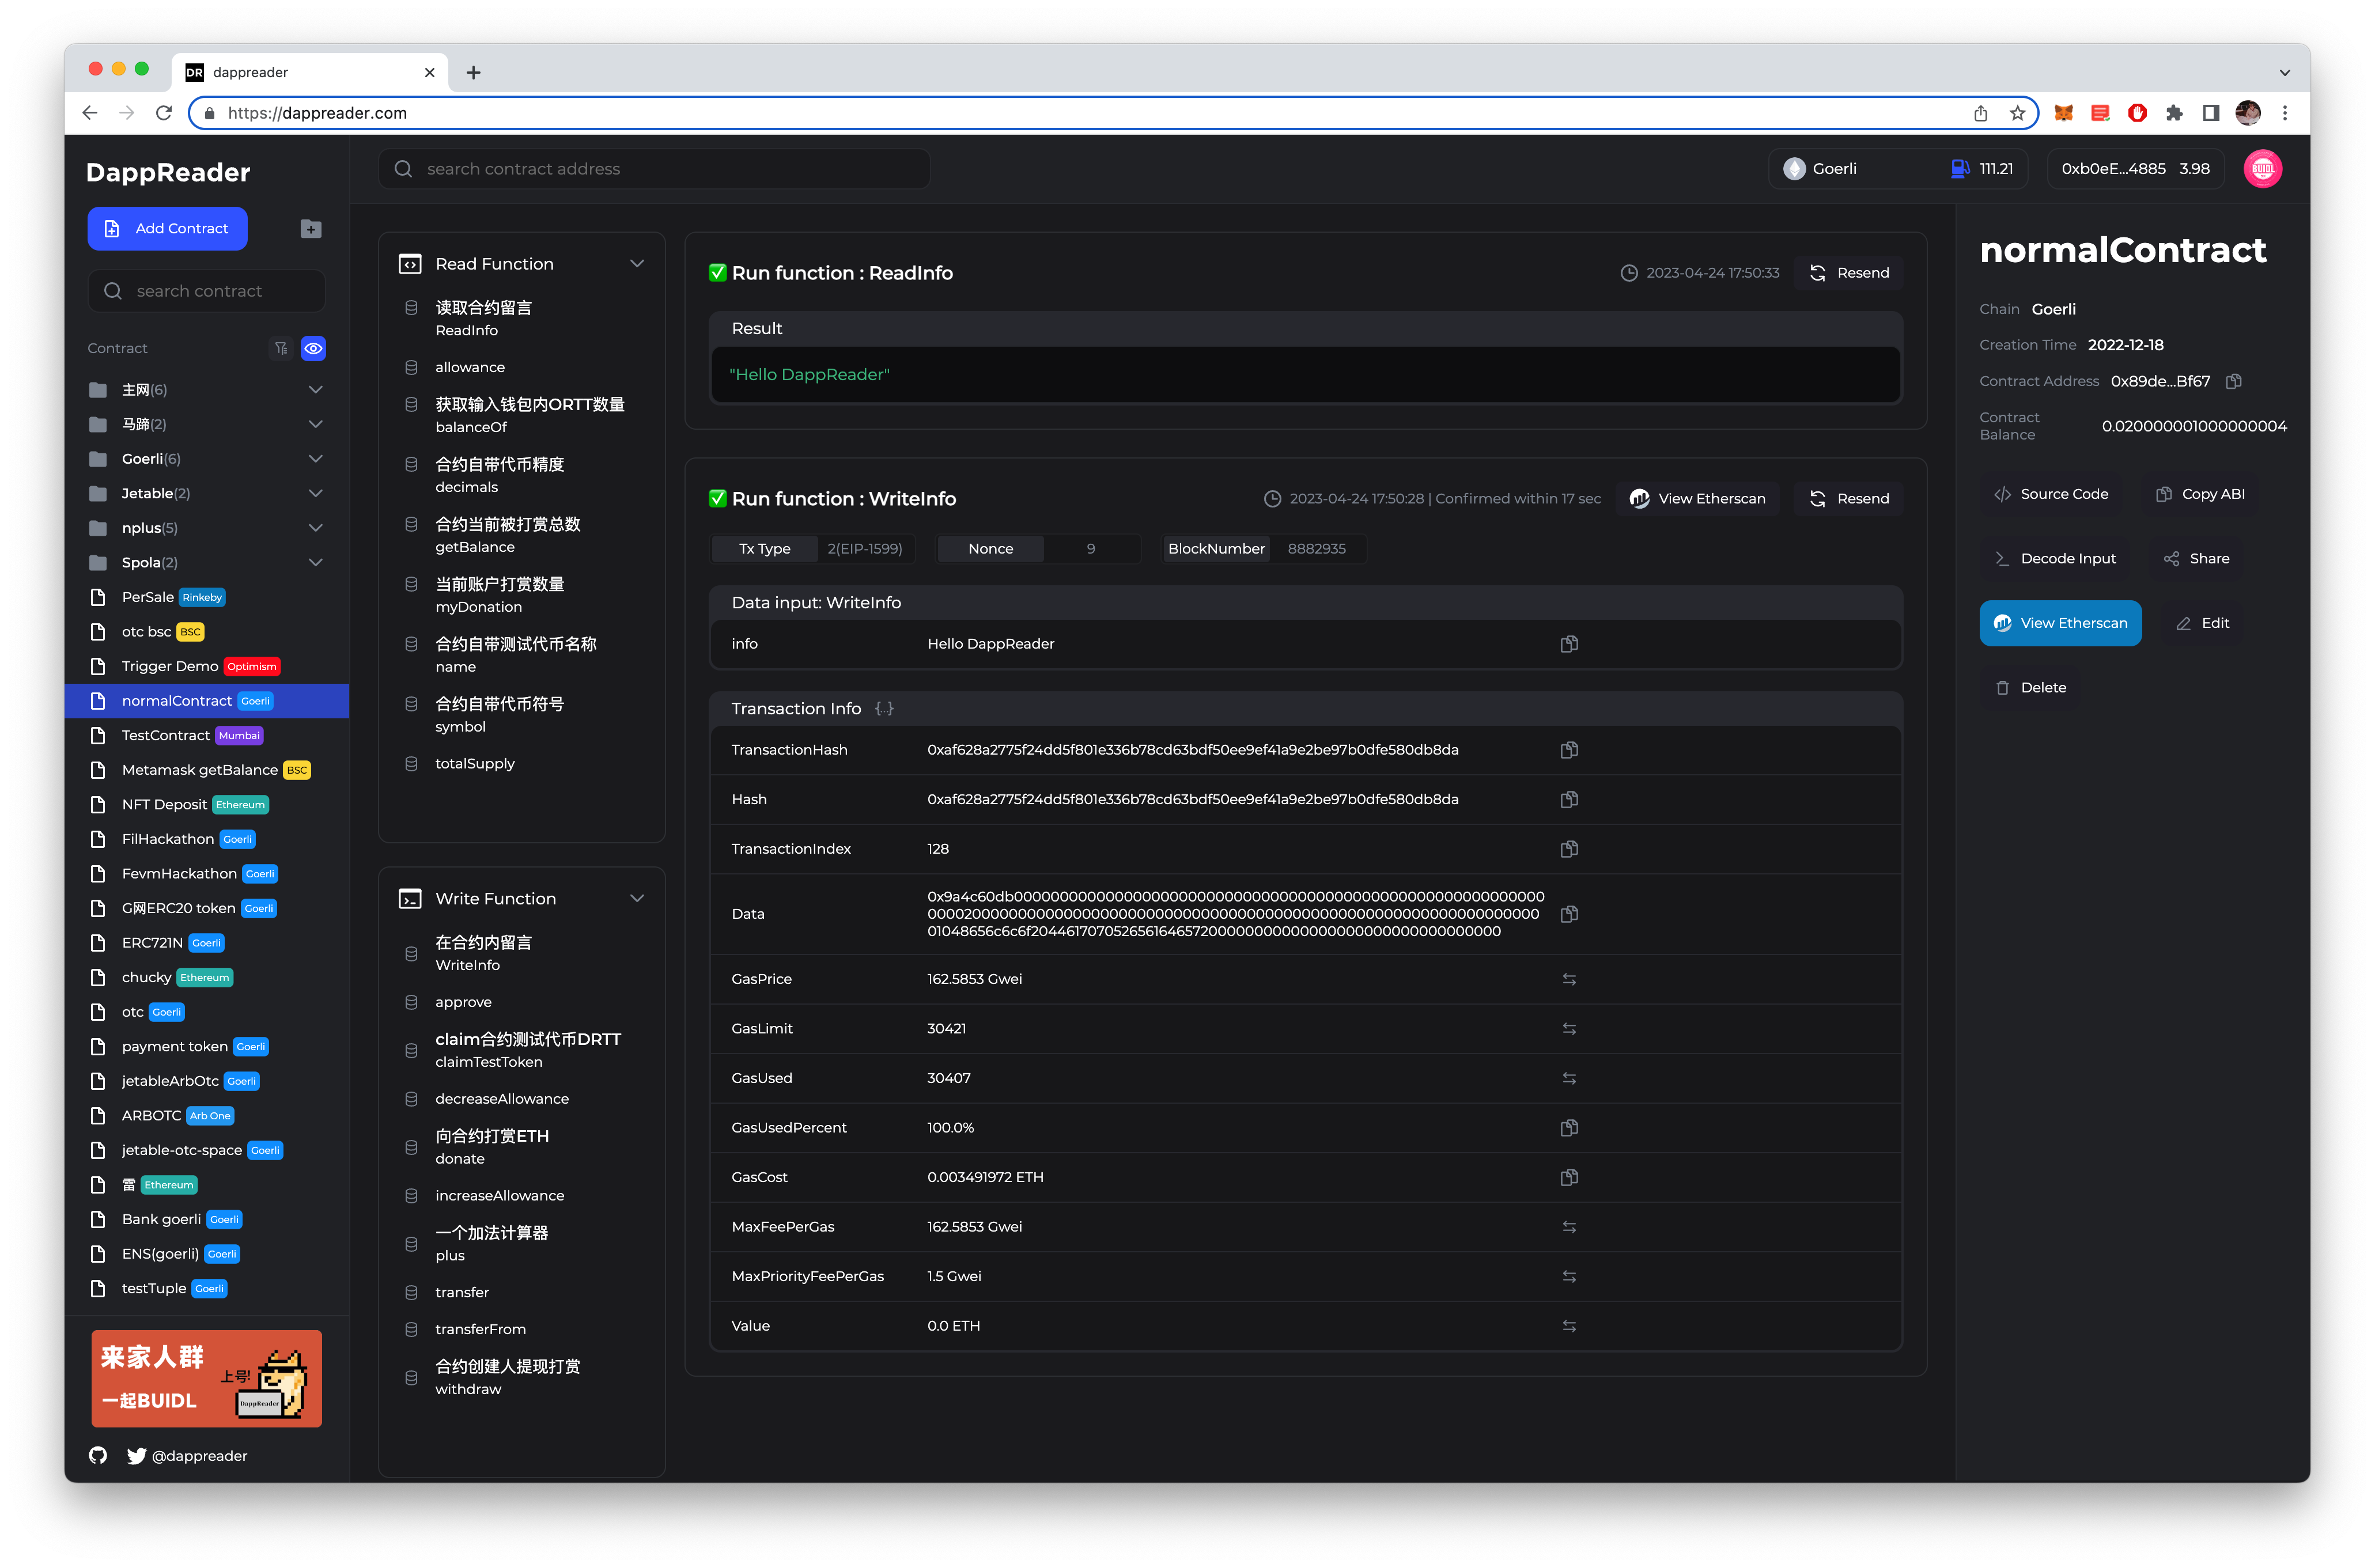 DR dappreader
https://dappreader.com
DappReader
Add Contract
search contract
Contract
主网(6)
马蹄(2)
Goerli(6)
Jetable(2)
nplus(5)
Spola(2)
PerSale Rinkeby
otc bsc BSC
Trigger Demo Optimism
normalContract Goerli
TestContract Mumbai
Metamask getBalance BSC
NFT Deposit Ethereum
FilHackathon Goerli
FevmHackathon Goerli
G网ERC20 token Goerli
ERC721N Goerli
chucky Ethereum
otc Goerli
payment token Goerli
jetableArbOtc Goerli
ARBOTC Arb One
jetable-otc-space Goerli
雷 Ethereum
Bank goerli Goerli
ENS(goerli) Goerli
testTuple Goerli
来家人群
上号!
一起BUIDL
DappReader
@dappreader
search contract address
Goerli 111.21
0xb0eE...4885 3.98
BUIDL
Read Function
读取合约留言
ReadInfo
allowance
获取输入钱包内ORTT数量
balanceOf
合约自带代币精度
decimals
合约当前被打赏总数
getBalance
当前账户打赏数量
myDonation
合约自带测试代币名称
name
合约自带代币符号
symbol
totalSupply
Write Function
在合约内留言
WriteInfo
approve
claim合约测试代币DRTT
claimTestToken
decreaseAllowance
向合约打赏ETH
donate
increaseAllowance
一个加法计算器
plus
transfer
transferFrom
合约创建人提现打赏
withdraw
Run function : ReadInfo
2023-04-24 17:50:33
Resend
Result
"Hello DappReader"
Run function : WriteInfo
2023-04-24 17:50:28 | Confirmed within 17 sec
View Etherscan
Resend
Tx Type 2(EIP-1599)
Nonce 9
BlockNumber 8882935
Data input: WriteInfo
info Hello DappReader
Transaction Info {...}
TransactionHash 0xaf628a2775f24dd5f801e336b78cd63bdf50ee9ef41a9e2be97b0dfe580db8da
Hash 0xaf628a2775f24dd5f801e336b78cd63bdf50ee9ef41a9e2be97b0dfe580db8da
TransactionIndex 128
Data
GasPrice 162.5853 Gwei
GasLimit 30421
GasUsed 30407
GasUsedPercent 100.0%
GasCost 0.003491972 ETH
MaxFeePerGas 162.5853 Gwei
MaxPriorityFeePerGas 1.5 Gwei
Value 0.0 ETH
normalContract
Chain Goerli
Creation Time 2022-12-18
Contract Address 0x89de...Bf67
Contract Balance 0.020000001000000004
Source Code
Copy ABI
Decode Input
Share
View Etherscan
Edit
Delete